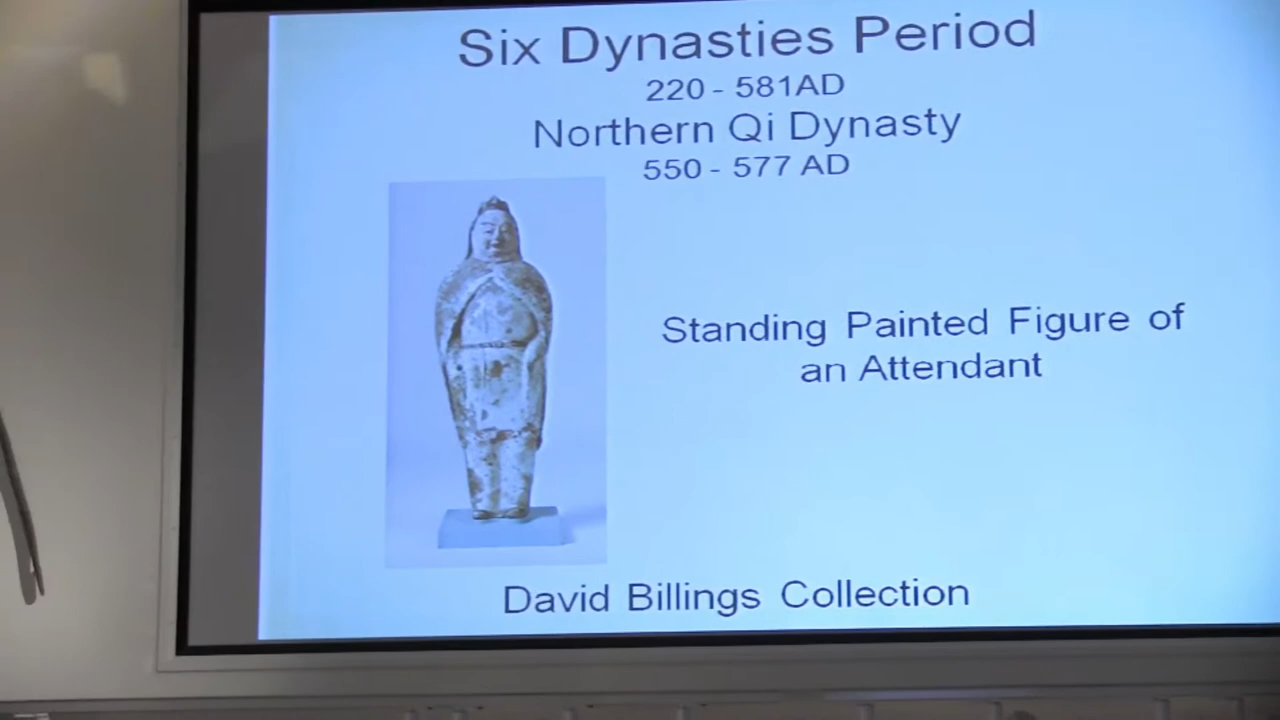 Six Dynasties Period
220 - 581AD
Northern Qi Dynasty
550 - 577 AD
Standing Painted Figure of
an Attendant
David Billings Collection